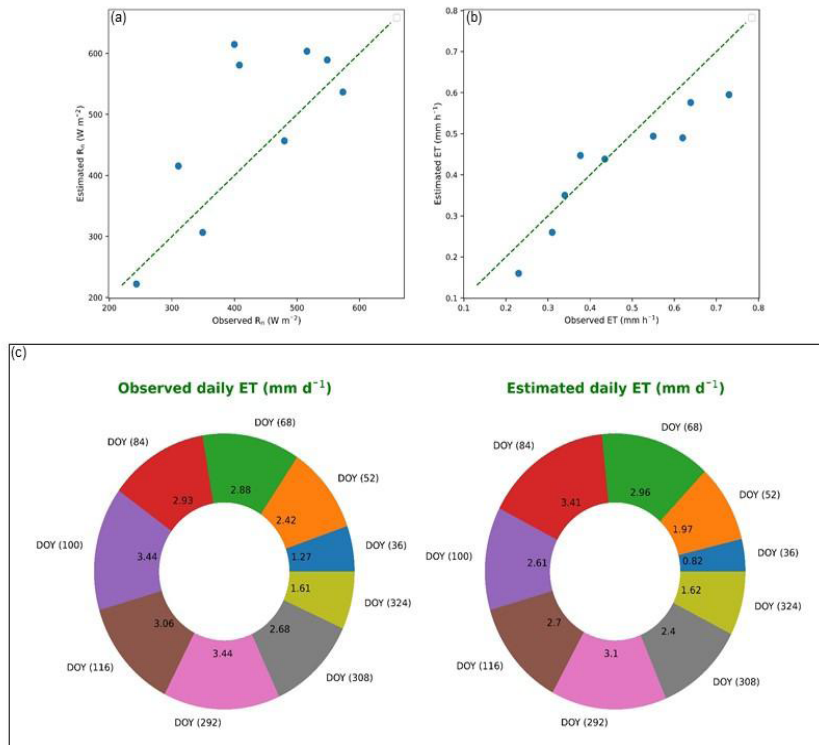 (a)
Estimated Rₙ (W m⁻²)
600
500
400
300
200
200 300 400 500 600
Observed Rₙ (W m⁻²)
(b)
Estimated ET (mm h⁻¹)
0.8
0.7
0.6
0.5
0.4
0.3
0.2
0.1
0.1 0.2 0.3 0.4 0.5 0.6 0.7 0.8
Observed ET (mm h⁻¹)
(c)
Observed daily ET (mm d⁻¹)
DOY (68)
DOY (84)
2.88
2.93
DOY (52)
2.42
DOY (100)
3.44
DOY (36)
1.27
1.61
DOY (324)
3.06
2.68
3.44
DOY (116)
DOY (308)
DOY (292)
Estimated daily ET (mm d⁻¹)
DOY (68)
DOY (84)
2.96
3.41
DOY (52)
1.97
DOY (100)
2.61
DOY (36)
0.82
1.62
DOY (324)
2.7
2.4
3.1
DOY (116)
DOY (308)
DOY (292)